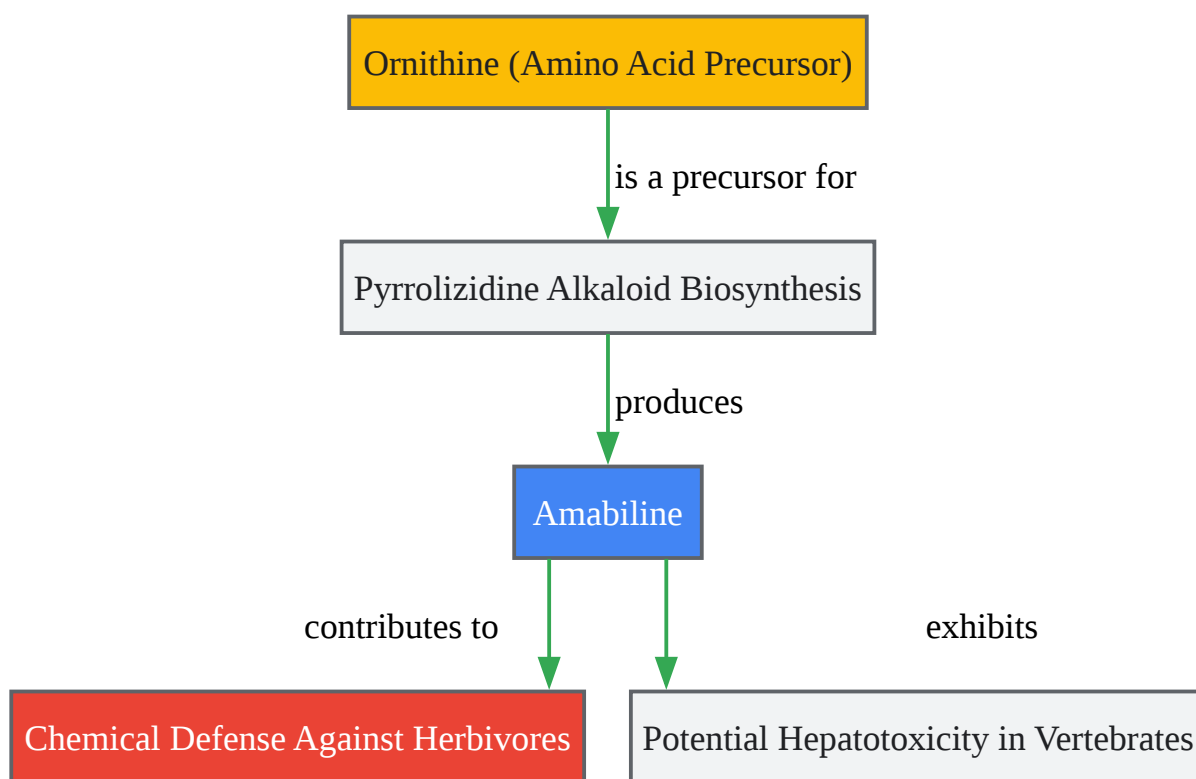 Ornithine (Amino Acid Precursor)
is a precursor for
Pyrrolizidine Alkaloid Biosynthesis
produces
Amabiline
contributes to
exhibits
Chemical Defense Against Herbivores
Potential Hepatotoxicity in Vertebrates